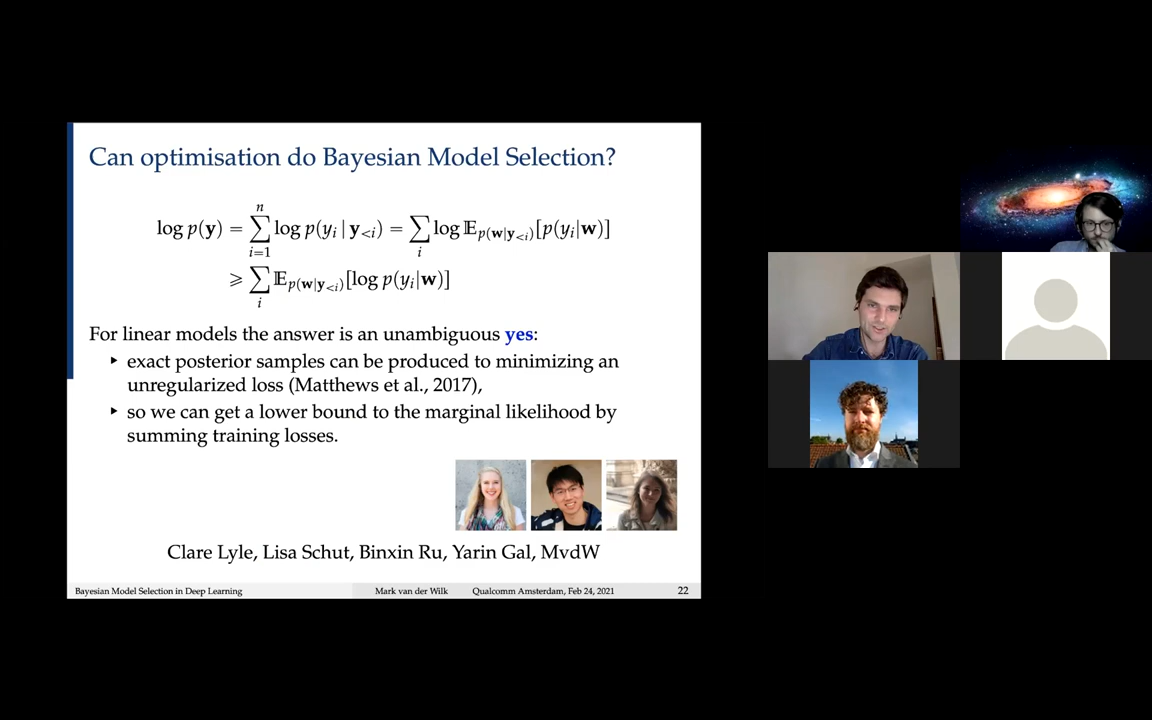 Can optimisation do Bayesian Model Selection?
log p(y) = ∑_{i=1}^{n} log p(y_i | y_{<i}) = ∑_i log 𝔼_{p(w|y_{<i})}[p(y_i|w)]
⩾ ∑_i 𝔼_{p(w|y_{<i})}[log p(y_i|w)]
For linear models the answer is an unambiguous yes:
‣ exact posterior samples can be produced to minimizing an
unregularized loss (Matthews et al., 2017),
‣ so we can get a lower bound to the marginal likelihood by
summing training losses.
Clare Lyle, Lisa Schut, Binxin Ru, Yarin Gal, MvdW
Bayesian Model Selection in Deep Learning Mark van der Wilk Qualcomm Amsterdam, Feb 24, 2021 22